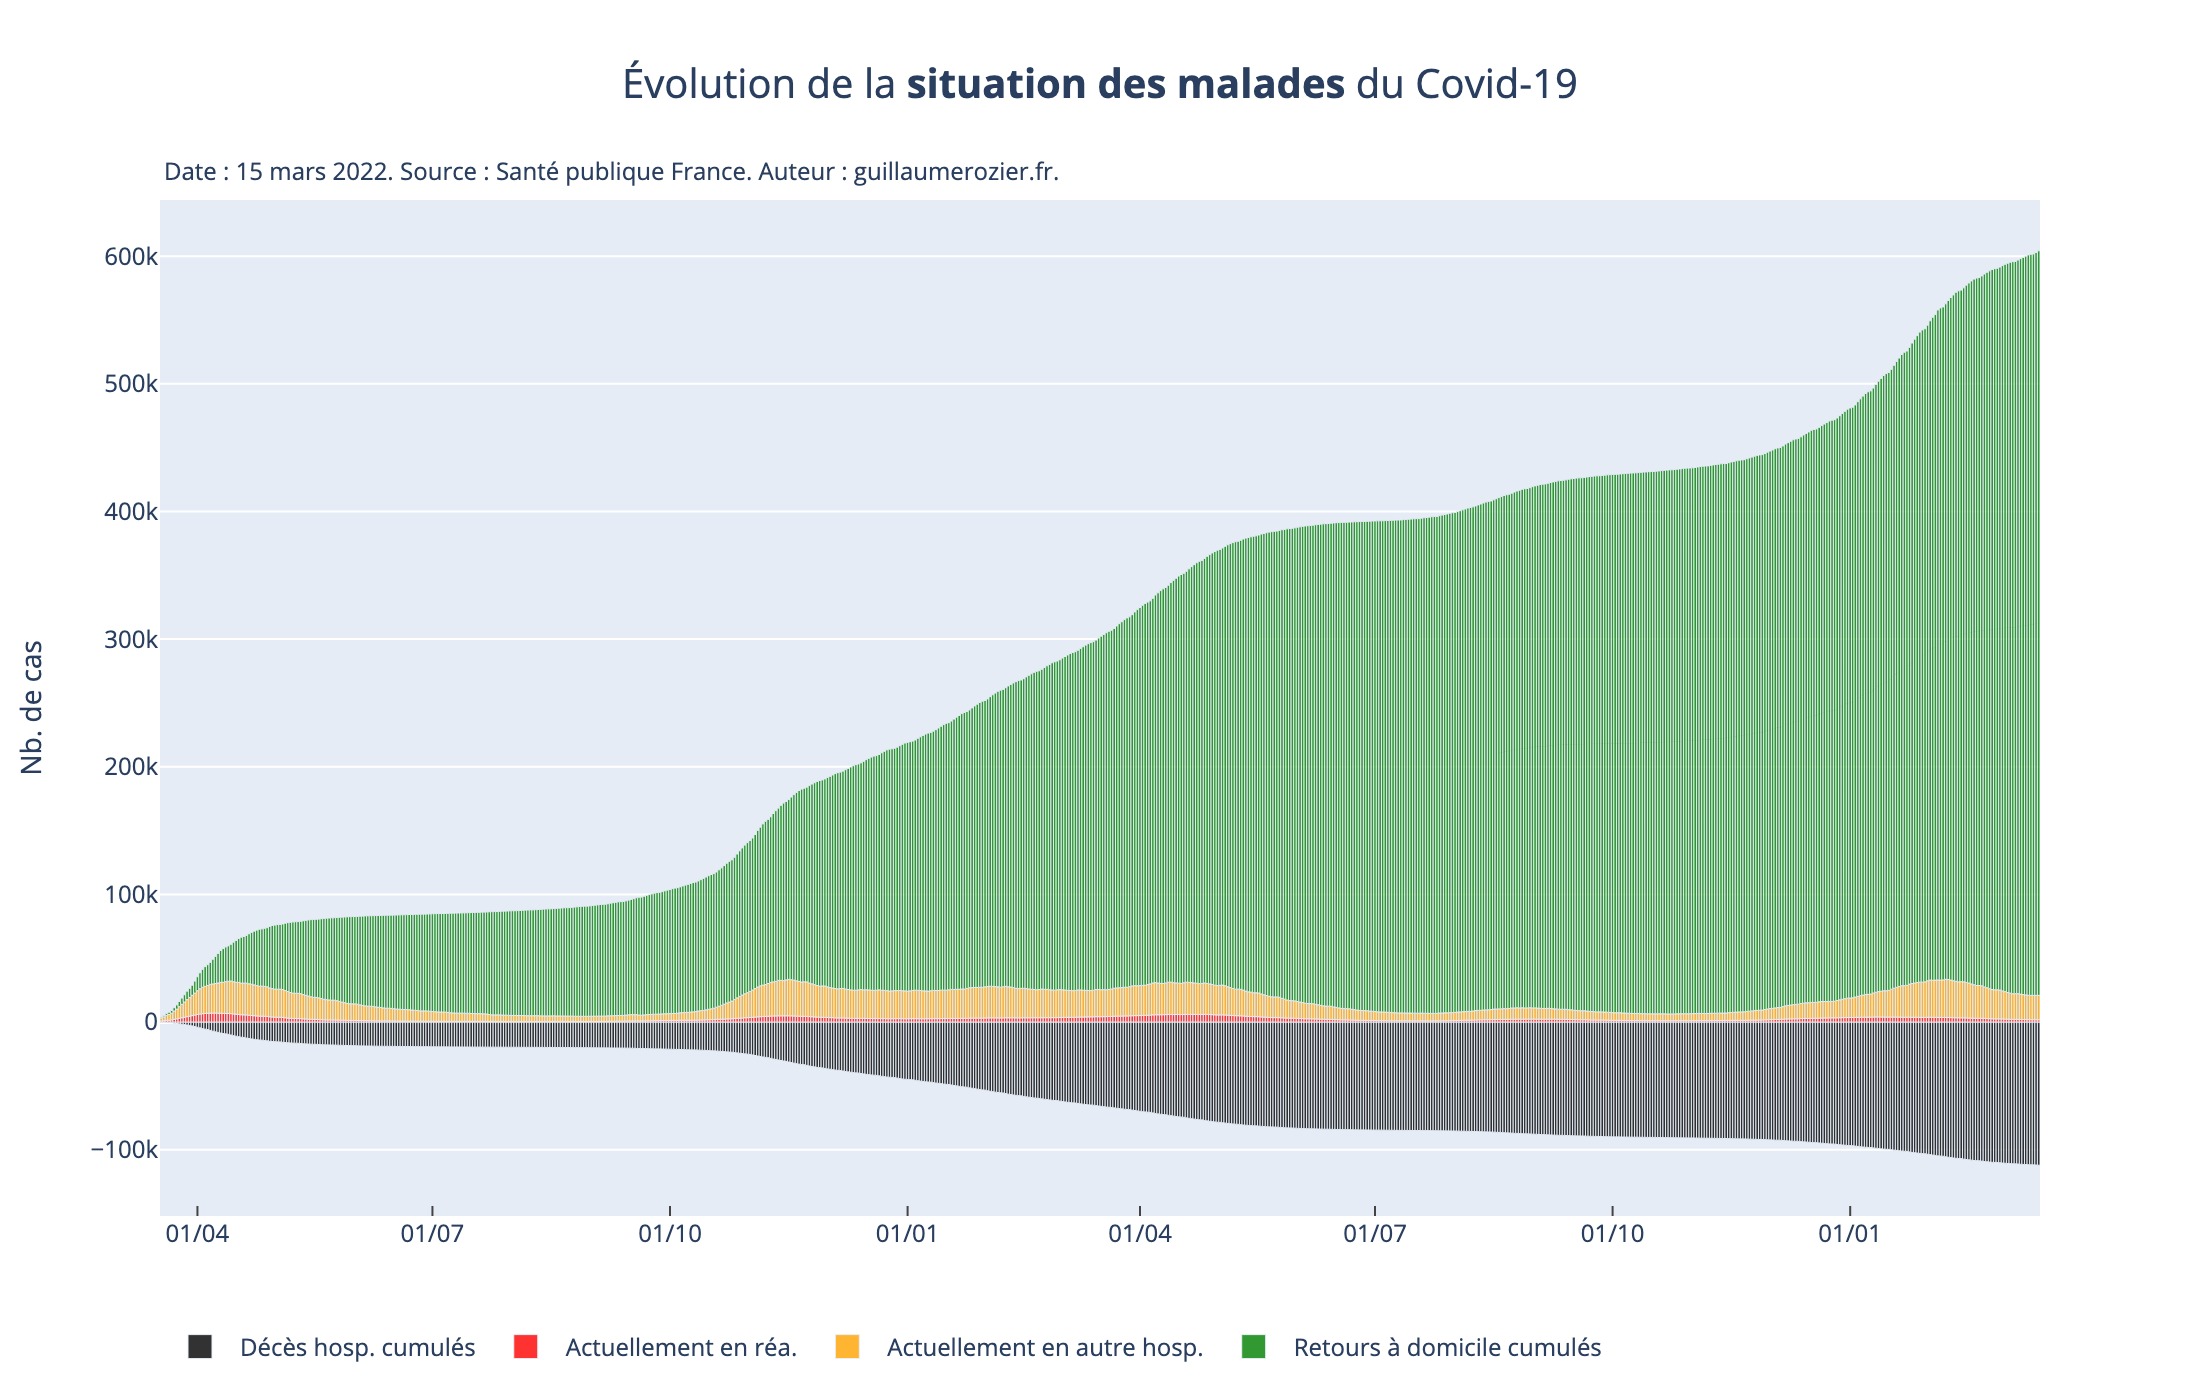 Évolution de la situation des malades du Covid-19
Date : 15 mars 2022. Source : Santé publique France. Auteur : guillaumerozier.fr.
600k
500k
400k
300k
200k
100k
0
−100k
Nb. de cas
01/04 01/07 01/10 01/01 01/04 01/07 01/10 01/01
Décès hosp. cumulés Actuellement en réa. Actuellement en autre hosp. Retours à domicile cumulés